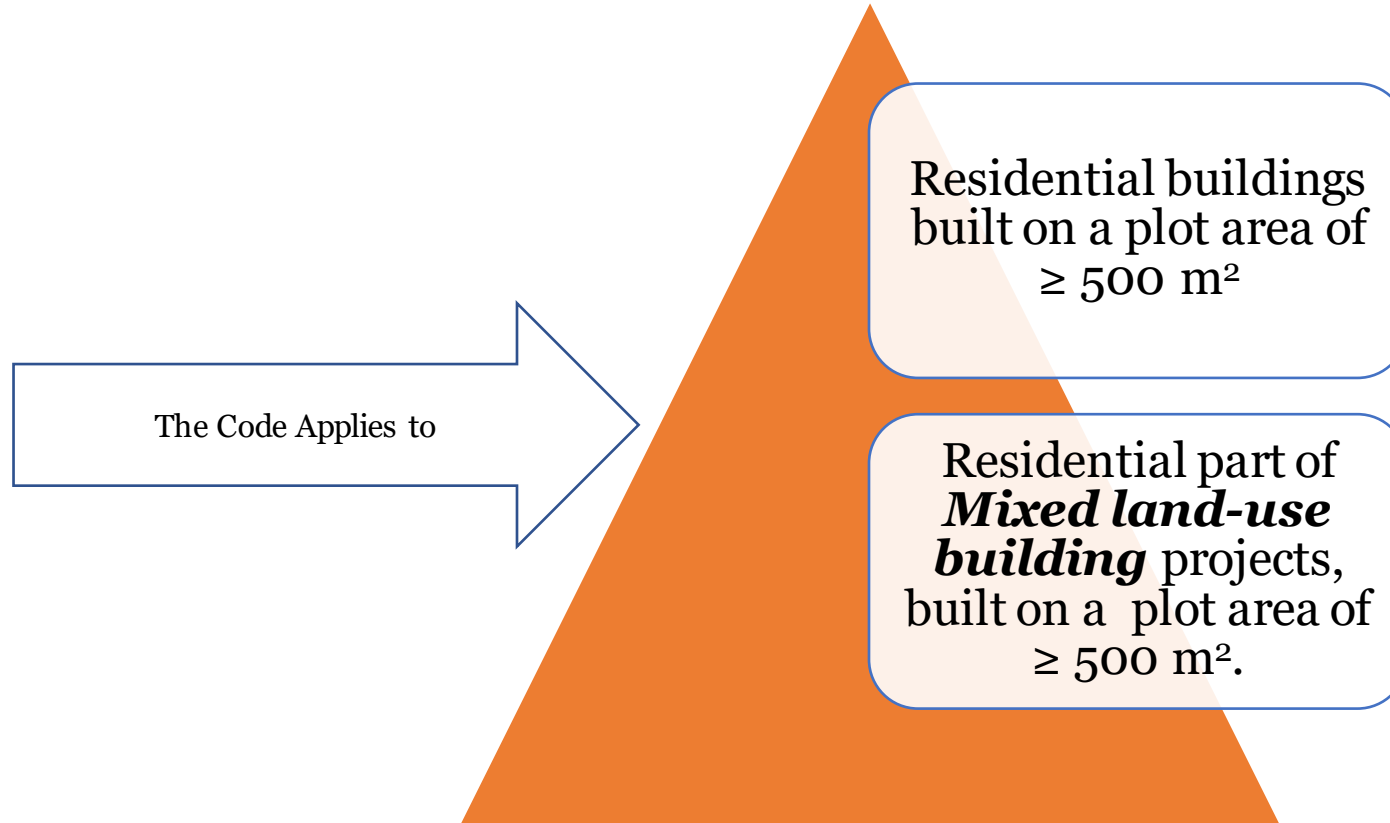 The Code Applies to
Residential buildings
built on a plot area of
≥ 500 m²
Residential part of
Mixed land-use
building projects,
built on a plot area of
≥ 500 m².